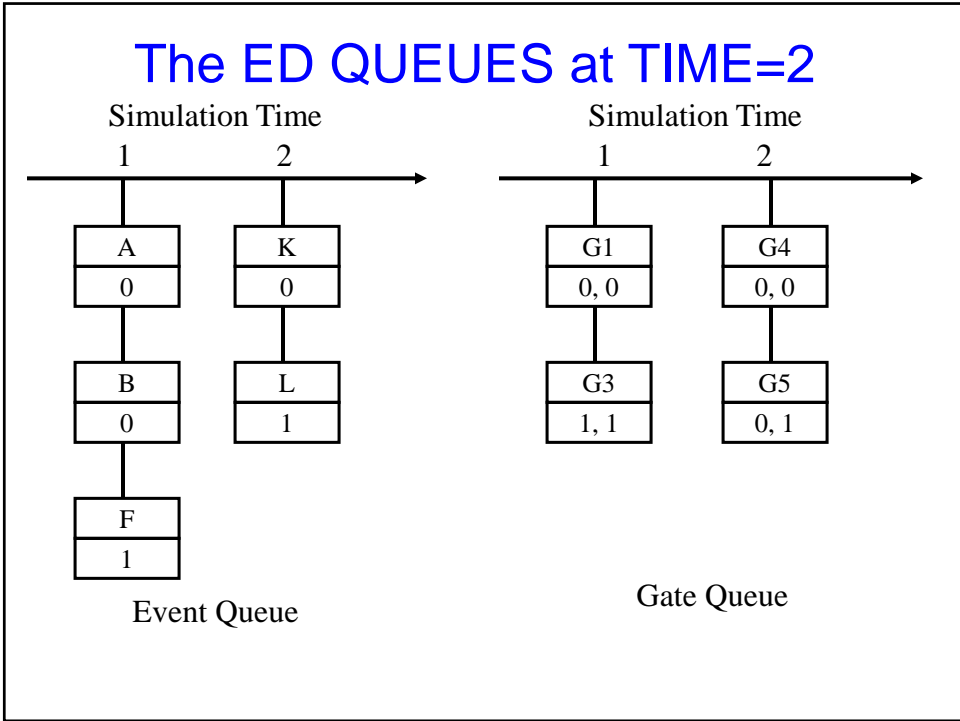 The ED QUEUES at TIME=2
Simulation Time
1 2
A
0
B
0
F
1
K
0
L
1
Event Queue
Simulation Time
1 2
G1
0, 0
G3
1, 1
G4
0, 0
G5
0, 1
Gate Queue